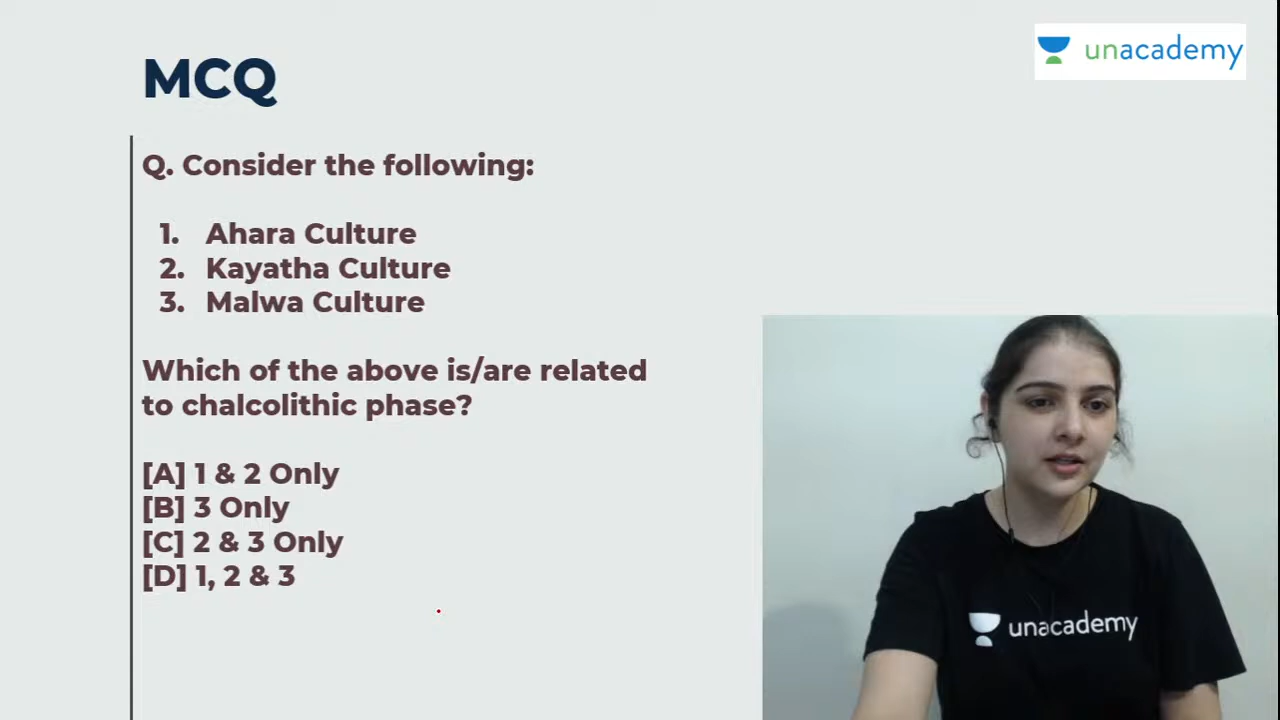 MCQ
unacademy
Q. Consider the following:
1. Ahara Culture
2. Kayatha Culture
3. Malwa Culture
Which of the above is/are related
to chalcolithic phase?
[A] 1 & 2 Only
[B] 3 Only
[C] 2 & 3 Only
[D] 1, 2 & 3
unacademy